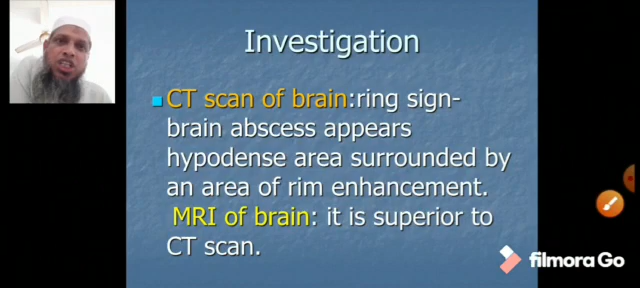 Investigation
CT scan of brain:ring sign-
brain abscess appears
hypodense area surrounded by
an area of rim enhancement.
MRI of brain: it is superior to
CT scan.
filmora Go